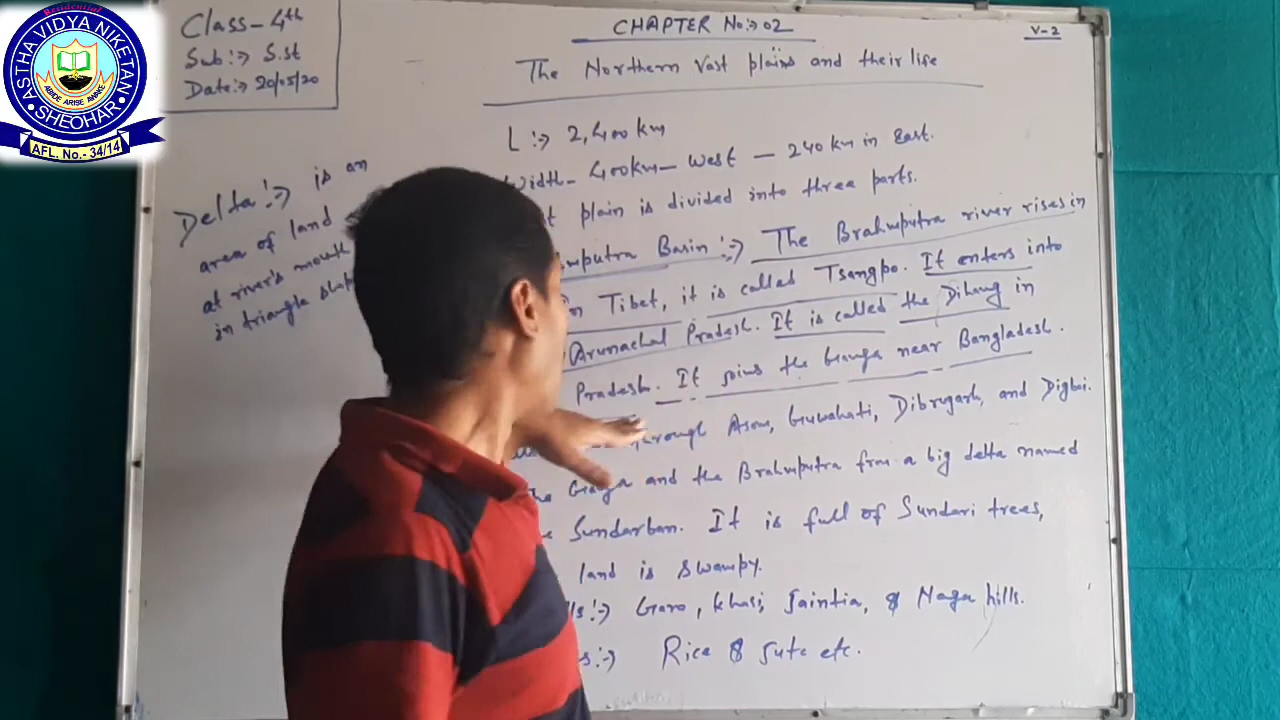 Residential
ASTHA VIDYA NIKETAN
ABIDE ARISE AWAKE
SHEOHAR
AFL. No.- 34/14
Class - 4th
Sub :-> S.st
Date :-> 20/05/20
CHAPTER No :-> 02
V-2
The Northern vast plains and their life
L :-> 2,400 km
Width - 400km - west - 240 km in East.
plain is divided into three parts.
Basin :-> The Brahmputra river rises in
in Tibet, it is called Tsangpo. It enters into
Arunachal Pradesh. It is called the Dihang in
Pradesh. It joins the Ganga near Bangladesh.
through Asom, Guwahati, Dibrugarh, and Digboi.
Ganga and the Brahmputra from a big delta named
Sundarban. It is full of Sundari trees,
land is swampy.
Garo, khasi, Jaintia, & Naga hills.
Rice & Jute etc.
Delta :-> is an
area of land
at river's mouth
in triangle